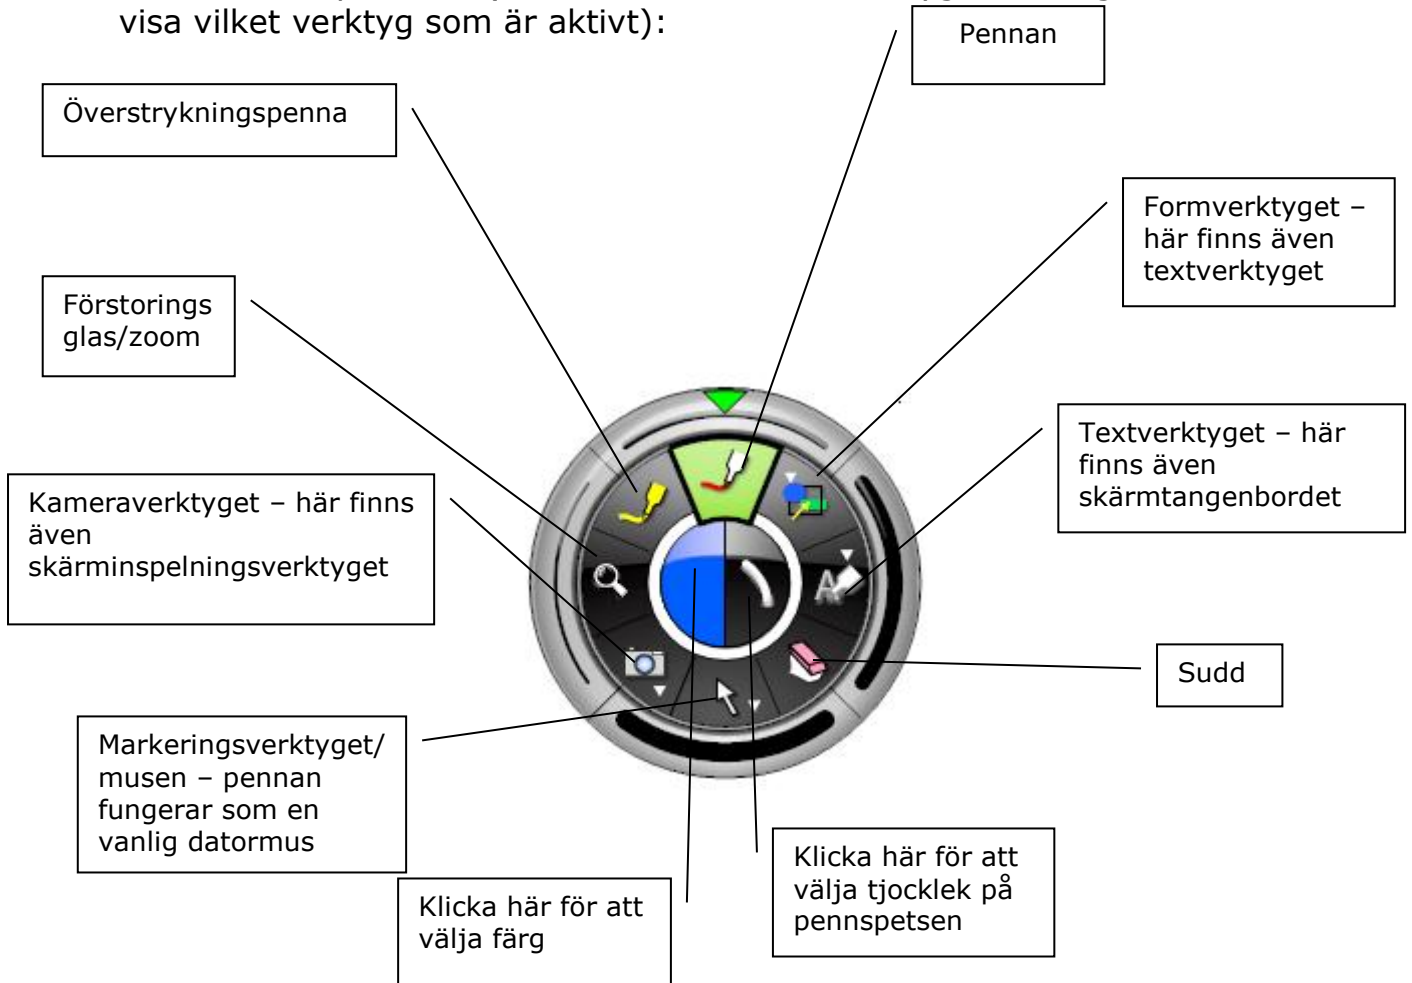 visa vilket verktyg som är aktivt):
Pennan
Överstrykningspenna
Formverktyget –
här finns även
textverktyget
Förstorings
glas/zoom
Textverktyget – här
finns även
skärmtangenbordet
Kameraverktyget – här finns
även
skärminspelningsverktyget
Sudd
Markeringsverktyget/
musen – pennan
fungerar som en
vanlig datormus
Klicka här för att
välja tjocklek på
pennspetsen
Klicka här för att
välja färg